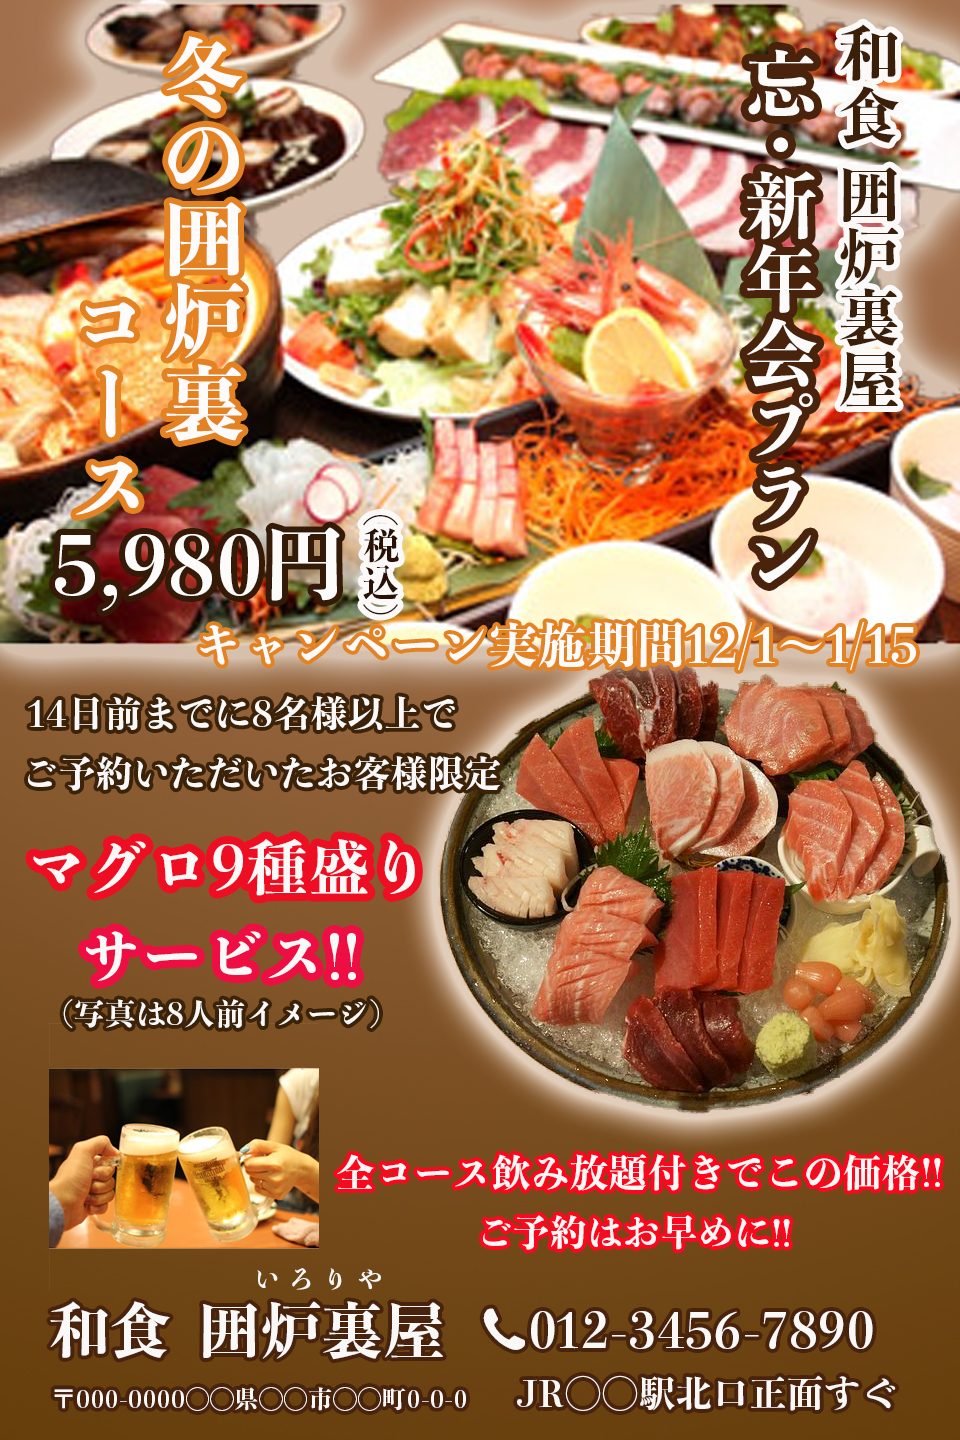 和食 囲炉裏屋
忘・新年会プラン
冬の囲炉裏
コース
5,980円
（税込）
キャンペーン実施期間12/1〜1/15
14日前までに8名様以上で
ご予約いただいたお客様限定
マグロ9種盛り
サービス!!
（写真は8人前イメージ）
全コース飲み放題付きでこの価格!!
ご予約はお早めに!!
いろりや
和食 囲炉裏屋
012-3456-7890
〒000-0000◯◯県◯◯市◯◯町0-0-0
JR◯◯駅北口正面すぐ